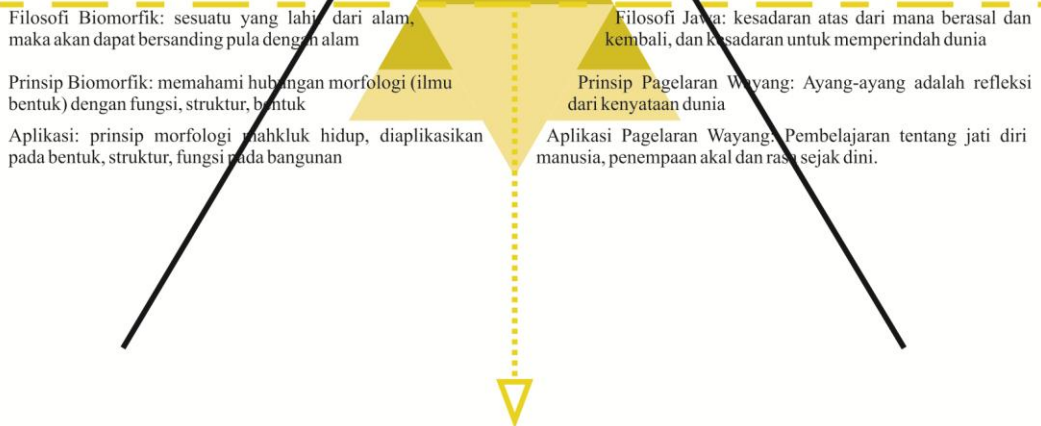 Filosofi Biomorfik: sesuatu yang lahir dari alam,
maka akan dapat bersanding pula dengan alam
Prinsip Biomorfik: memahami hubungan morfologi (ilmu
bentuk) dengan fungsi, struktur, bentuk
Aplikasi: prinsip morfologi mahkluk hidup, diaplikasikan
pada bentuk, struktur, fungsi pada bangunan
Filosofi Jawa: kesadaran atas dari mana berasal dan
kembali, dan kesadaran untuk memperindah dunia
Prinsip Pagelaran Wayang: Ayang-ayang adalah refleksi
dari kenyataan dunia
Aplikasi Pagelaran Wayang: Pembelajaran tentang jati diri
manusia, penempaan akal dan rasa sejak dini.